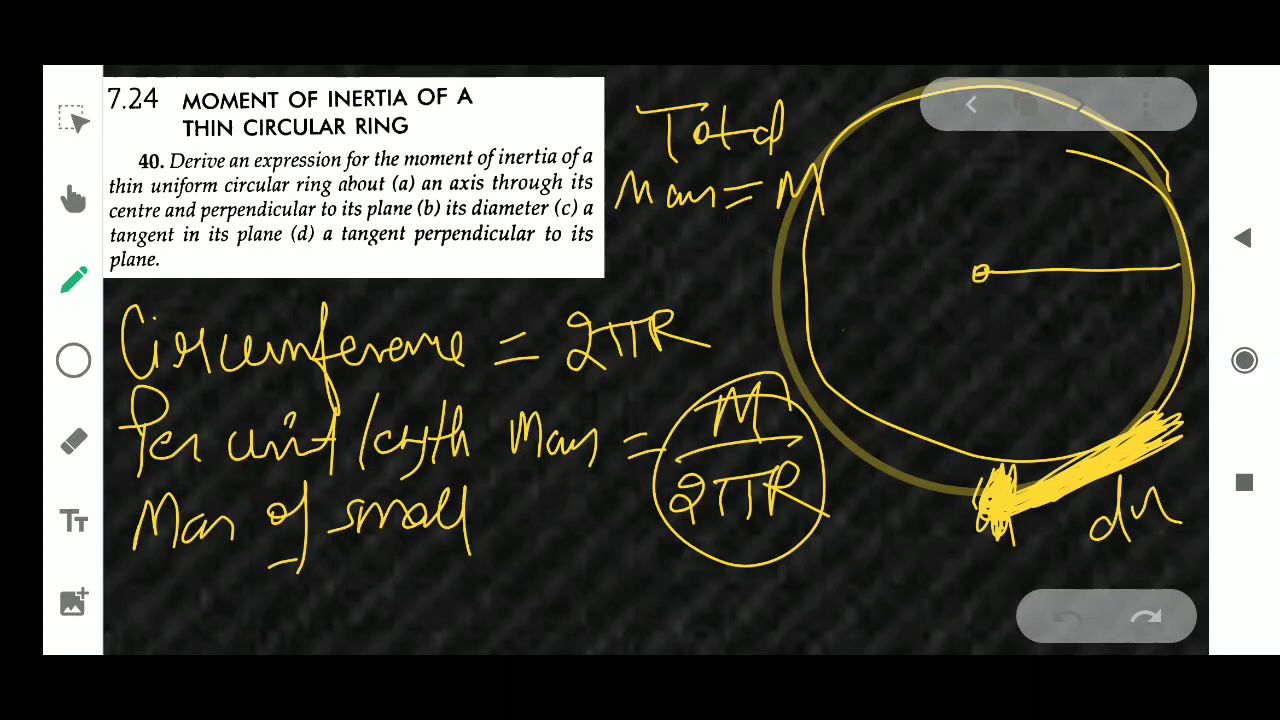 7.24 MOMENT OF INERTIA OF A
THIN CIRCULAR RING
40. Derive an expression for the moment of inertia of a
thin uniform circular ring about (a) an axis through its
centre and perpendicular to its plane (b) its diameter (c) a
tangent in its plane (d) a tangent perpendicular to its
plane.
Total
Mass = M
Circumference = 2πR
Per unit length Mass = M
2πR
Mass of small
dx
Tт